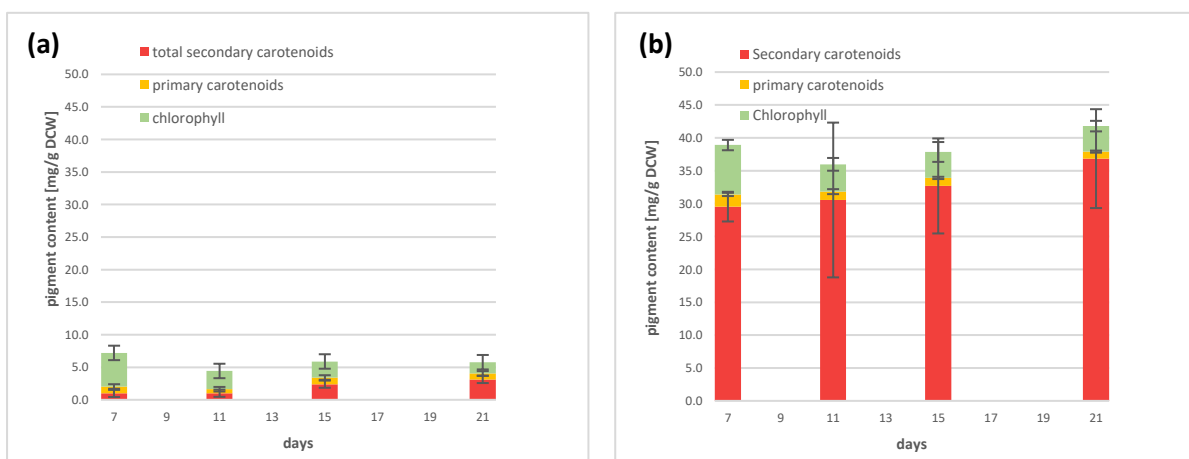 (a)
total secondary carotenoids
primary carotenoids
chlorophyll
pigment content [mg/g DCW]
50.0
45.0
40.0
35.0
30.0
25.0
20.0
15.0
10.0
5.0
0.0
7 9 11 13 15 17 19 21
days
(b)
Secondary carotenoids
primary carotenoids
Chlorophyll
pigment content [mg/g DCW]
50.0
45.0
40.0
35.0
30.0
25.0
20.0
15.0
10.0
5.0
0.0
7 9 11 13 15 17 19 21
days